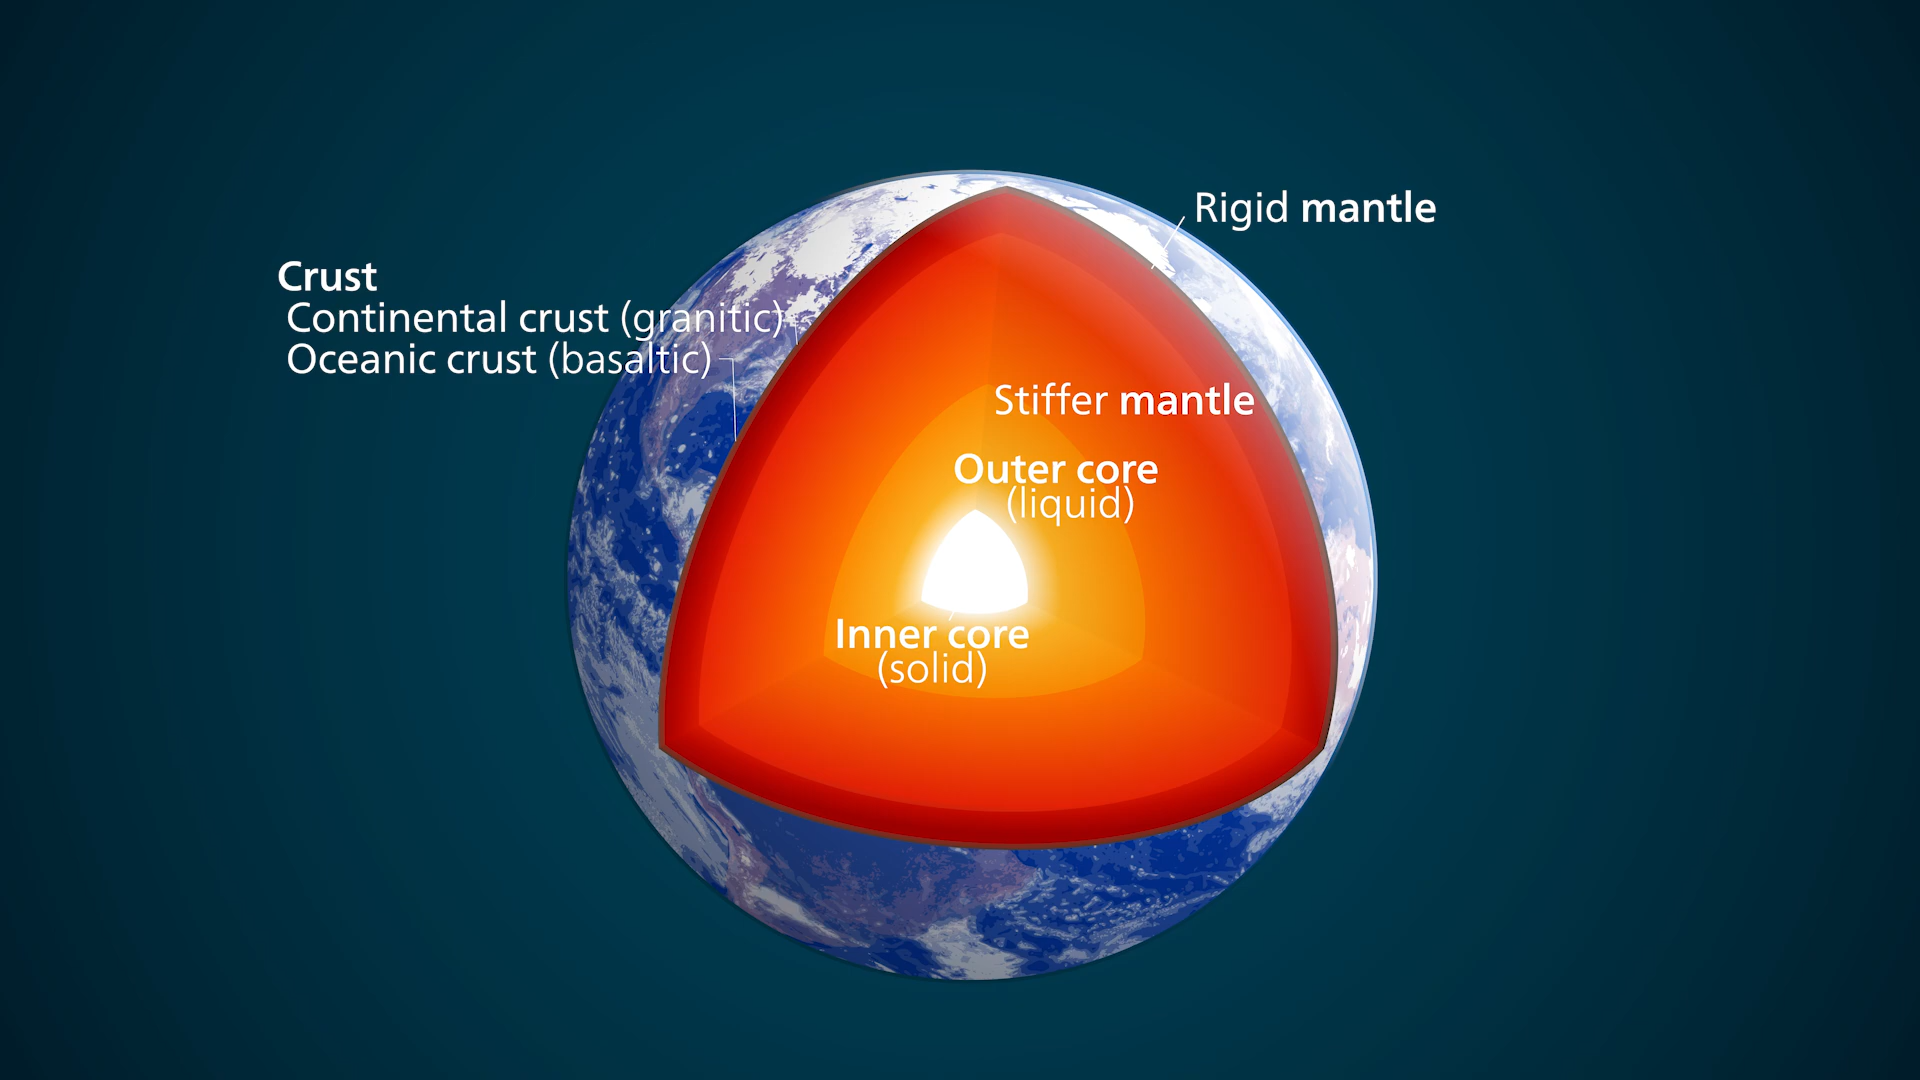 Rigid mantle
Crust
Continental crust (granitic)
Oceanic crust (basaltic)
Stiffer mantle
Outer core
(liquid)
Inner core
(solid)